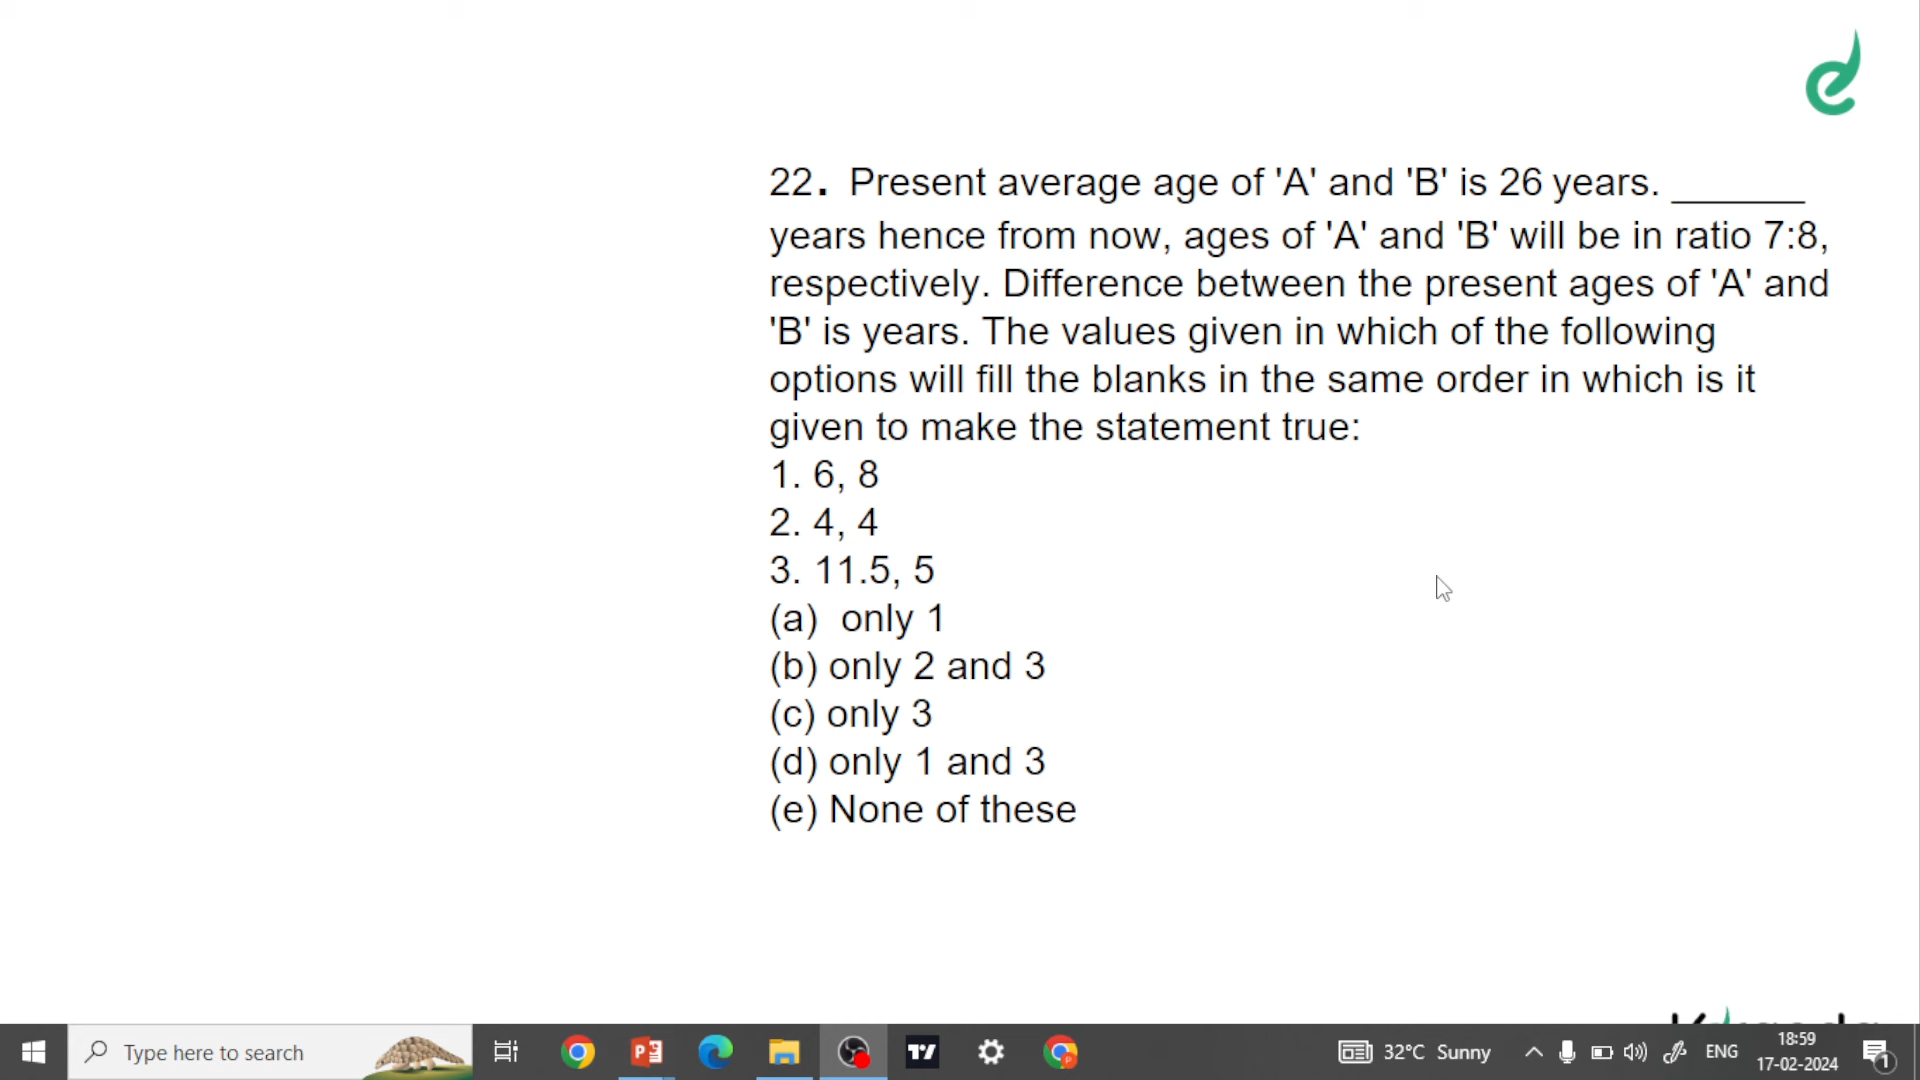 22. Present average age of 'A' and 'B' is 26 years. ______
years hence from now, ages of 'A' and 'B' will be in ratio 7:8,
respectively. Difference between the present ages of 'A' and
'B' is years. The values given in which of the following
options will fill the blanks in the same order in which is it
given to make the statement true:
1. 6, 8
2. 4, 4
3. 11.5, 5
(a) only 1
(b) only 2 and 3
(c) only 3
(d) only 1 and 3
(e) None of these
Type here to search
32°C Sunny
ENG
18:59
17-02-2024
1